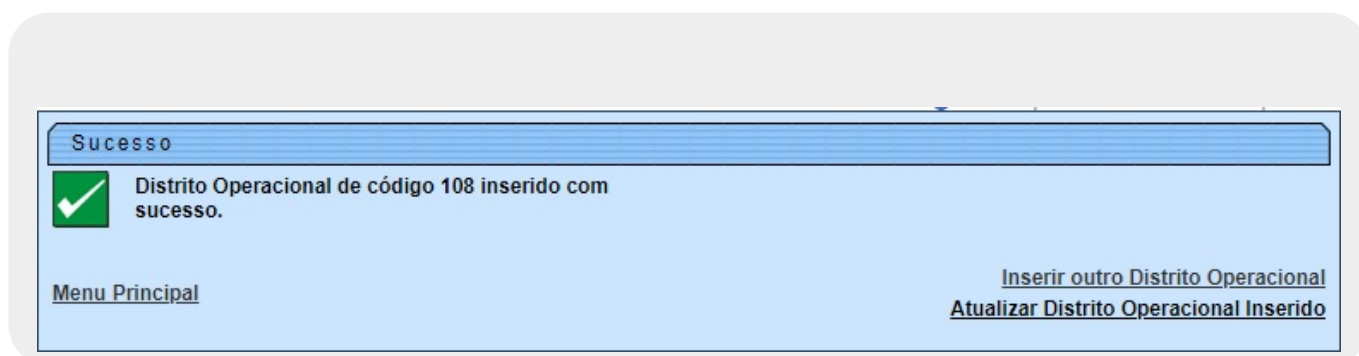 Sucesso
Distrito Operacional de código 108 inserido com
sucesso.
Inserir outro Distrito Operacional
Menu Principal
Atualizar Distrito Operacional Inserido